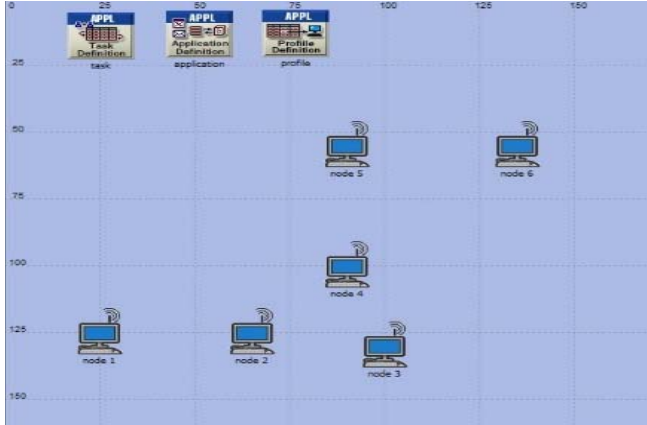 0 25 50 75 100 125 150
APPL APPL APPL
Task Application Profile
Definition Definition Definition
task application profile
25
50
node 5 node 6
75
100
node 4
125
node 1 node 2
node 3
150